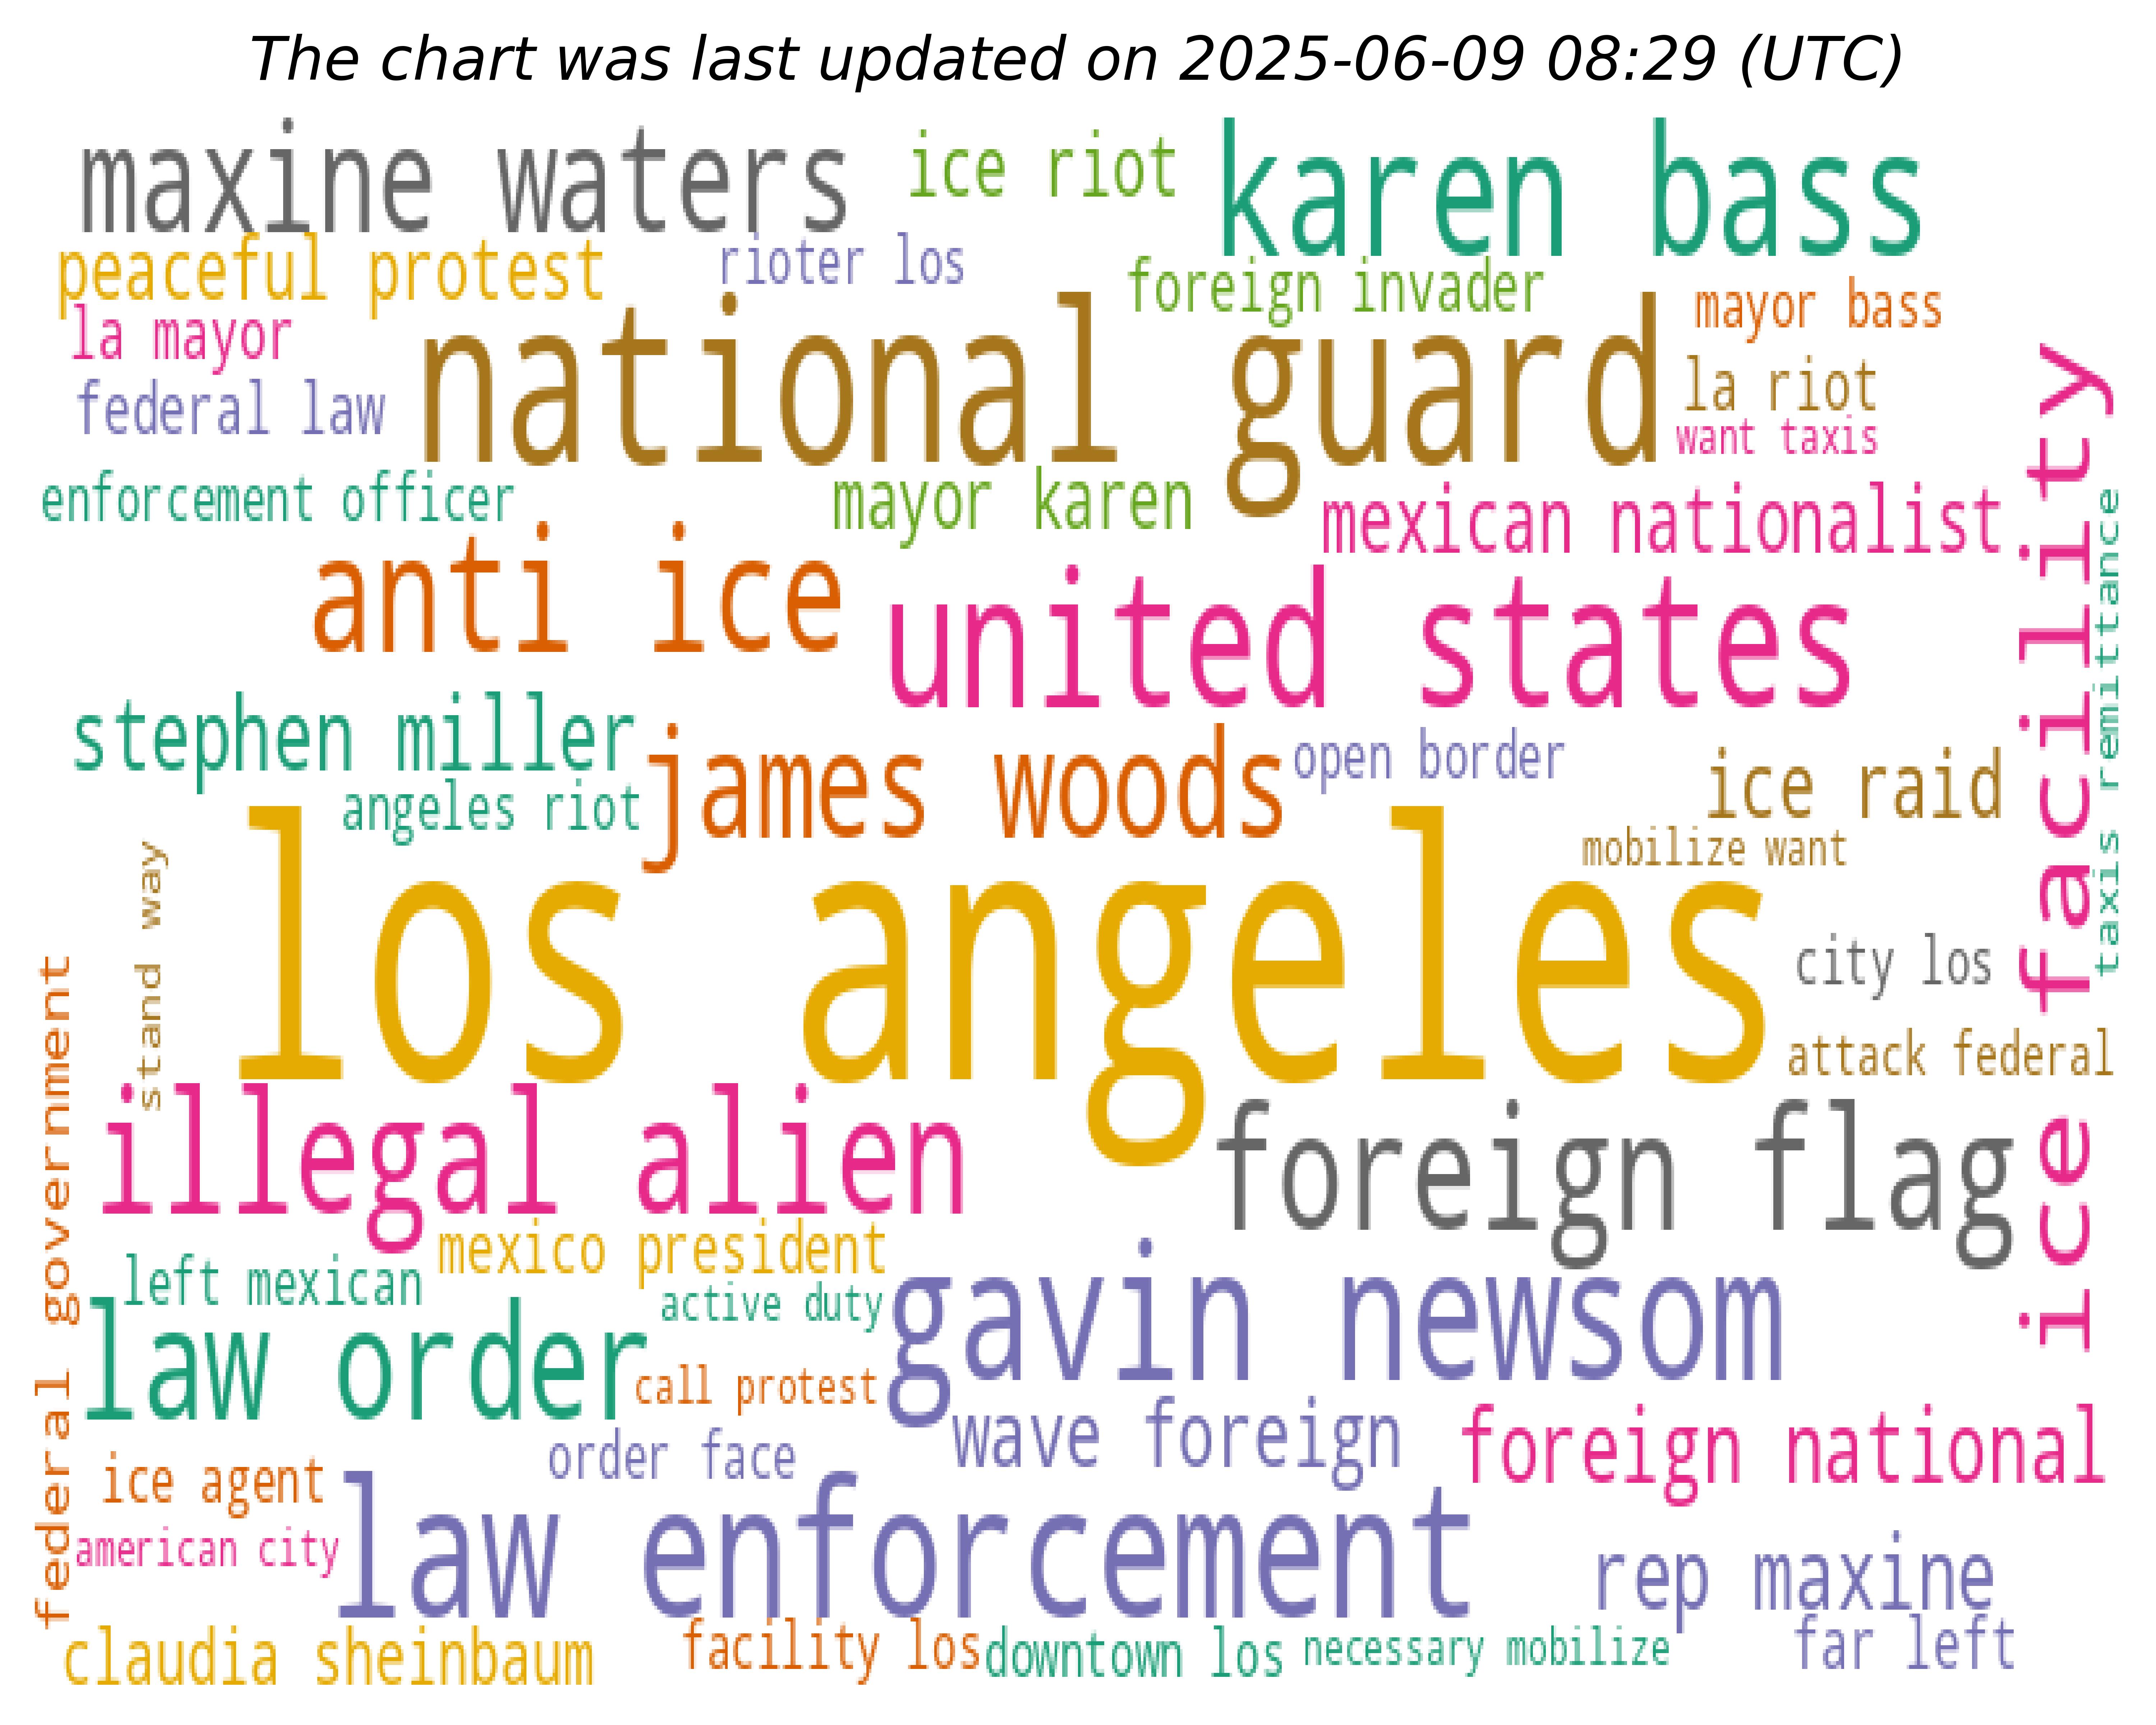 The chart was last updated on 2025-06-09 08:29 (UTC)
maxine waters
ice riot
karen bass
peaceful protest
rioter los
foreign invader
mayor bass
la mayor
national guard
la riot
federal law
want taxis
enforcement officer
mayor karen
mexican nationalist
anti ice
united states
ice facility
taxis remittance
stephen miller
james woods
open border
ice raid
angeles riot
mobilize want
los angeles
stand way
city los
attack federal
federal government
illegal alien
foreign flag
mexico president
left mexican
active duty
gavin newsom
law order
call protest
wave foreign
foreign national
order face
ice agent
law enforcement
american city
rep maxine
claudia sheinbaum
facility los
downtown los
necessary mobilize
far left